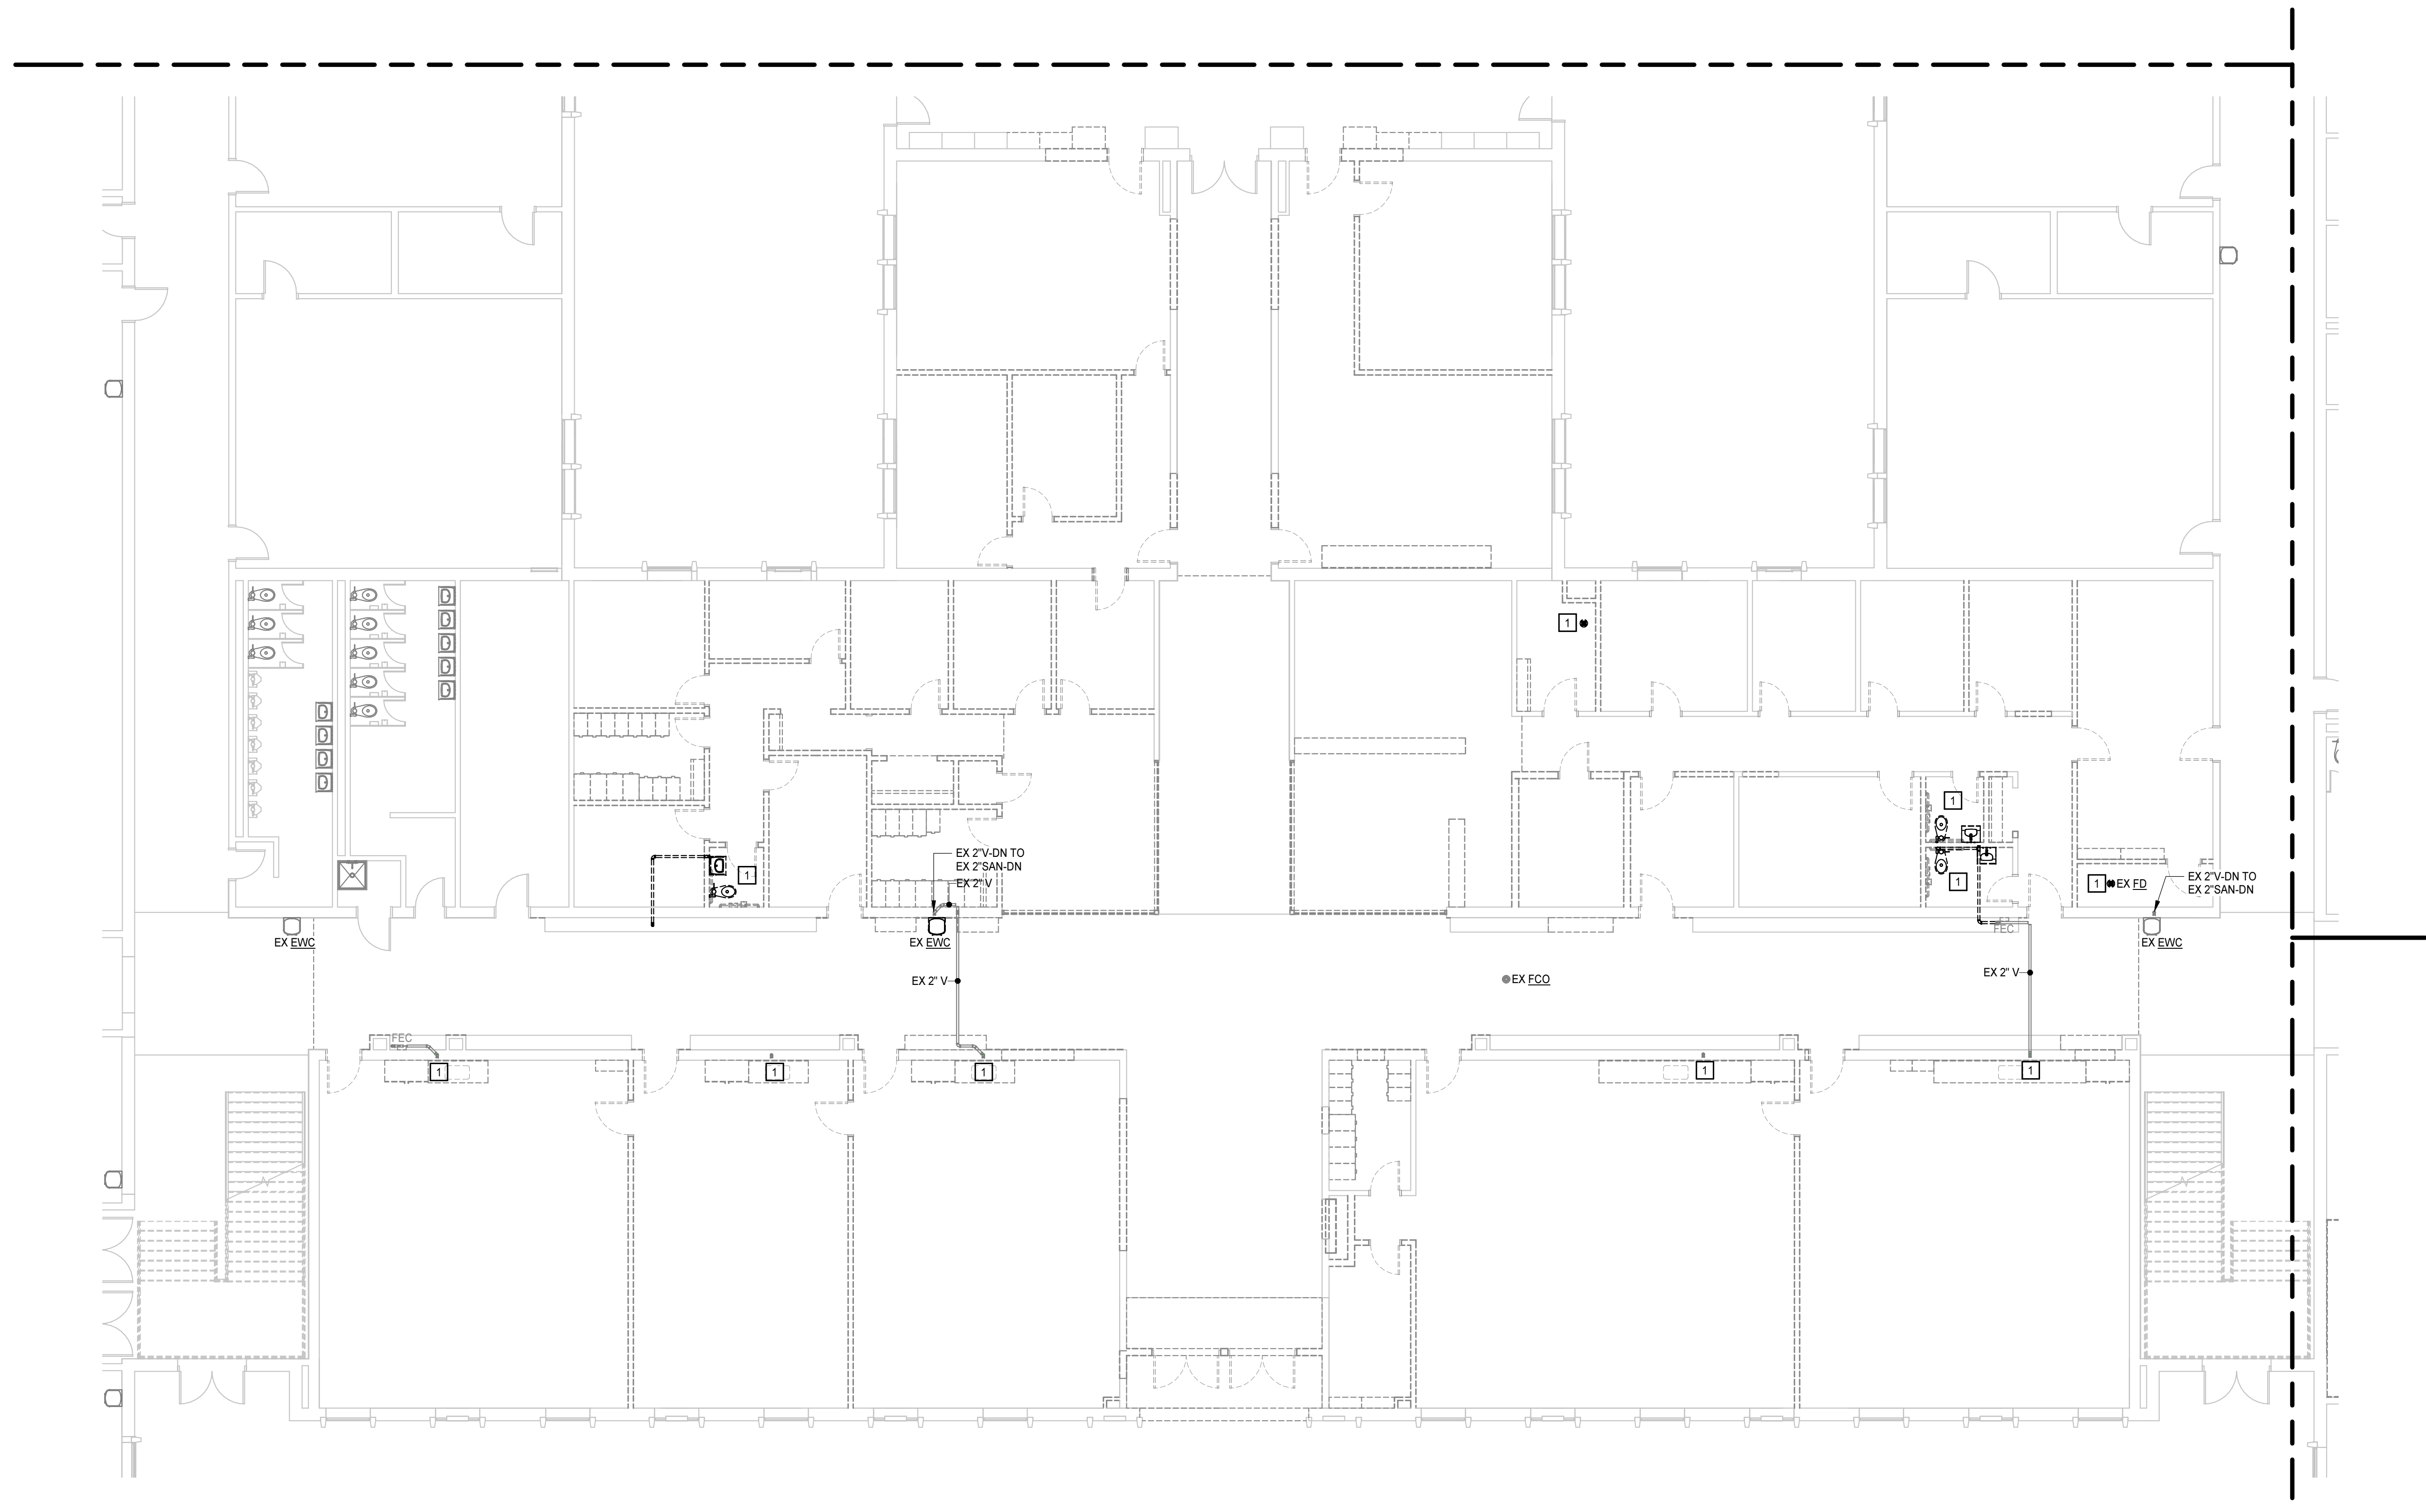 1
1
EX 2"V-DN TO
EX 2"SAN-DN
EX 2" V
1
1
1
EX FD
EX 2"V-DN TO
EX 2"SAN-DN
FEC
EX EWC
EX EWC
EX EWC
EX 2" V
EX FCO
EX 2" V
FEC
1
1
1
1
1